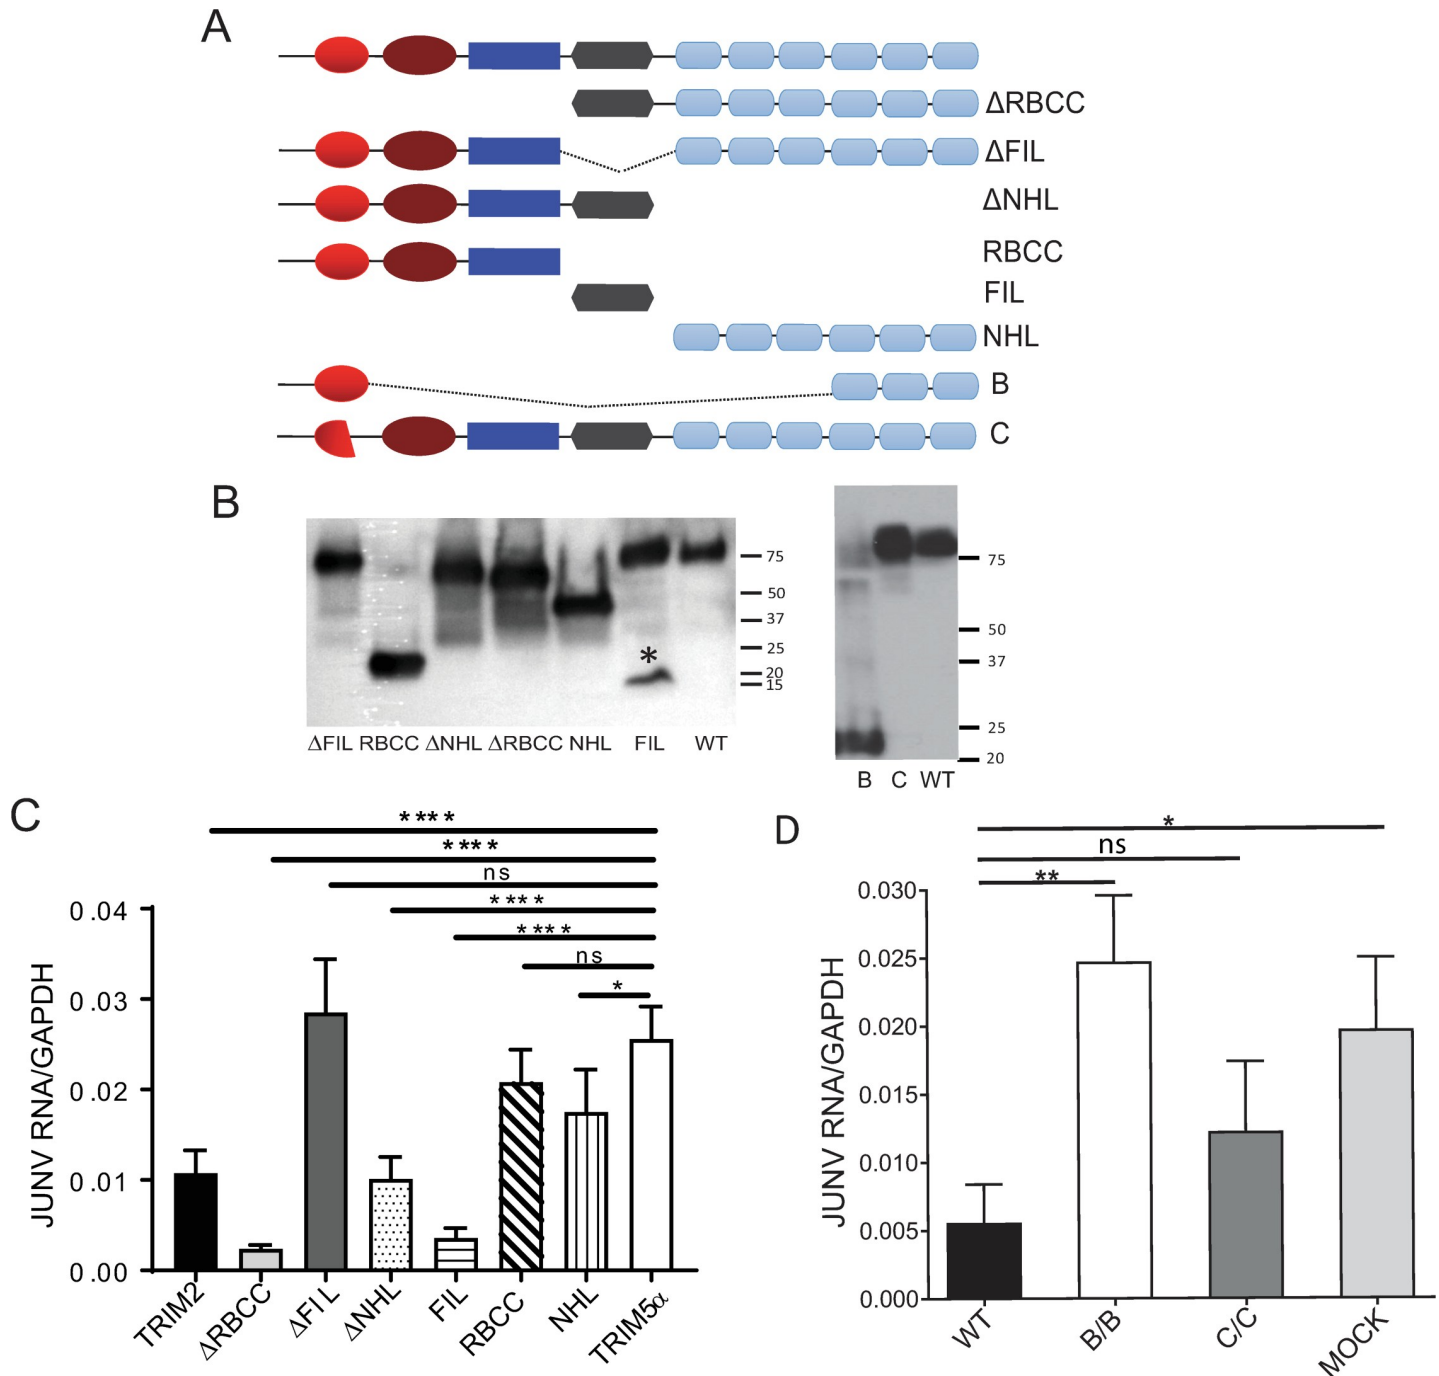 A
ΔRBCC
ΔFIL
ΔNHL
RBCC
FIL
NHL
B
C
B
75
50
37
25
20
15
*
ΔFIL RBCC ΔNHL ΔRBCC NHL FIL WT
75
50
37
25
20
B C WT
C
****
****
ns
****
****
ns
*
0.04
0.03
0.02
0.01
0.00
JUNV RNA/GAPDH
TRIM2
ΔRBCC
ΔFIL
ΔNHL
FIL
RBCC
NHL
TRIM5α
D
*
ns
**
0.030
0.025
0.020
0.015
0.010
0.005
0.000
JUNV RNA/GAPDH
WT
B/B
C/C
MOCK